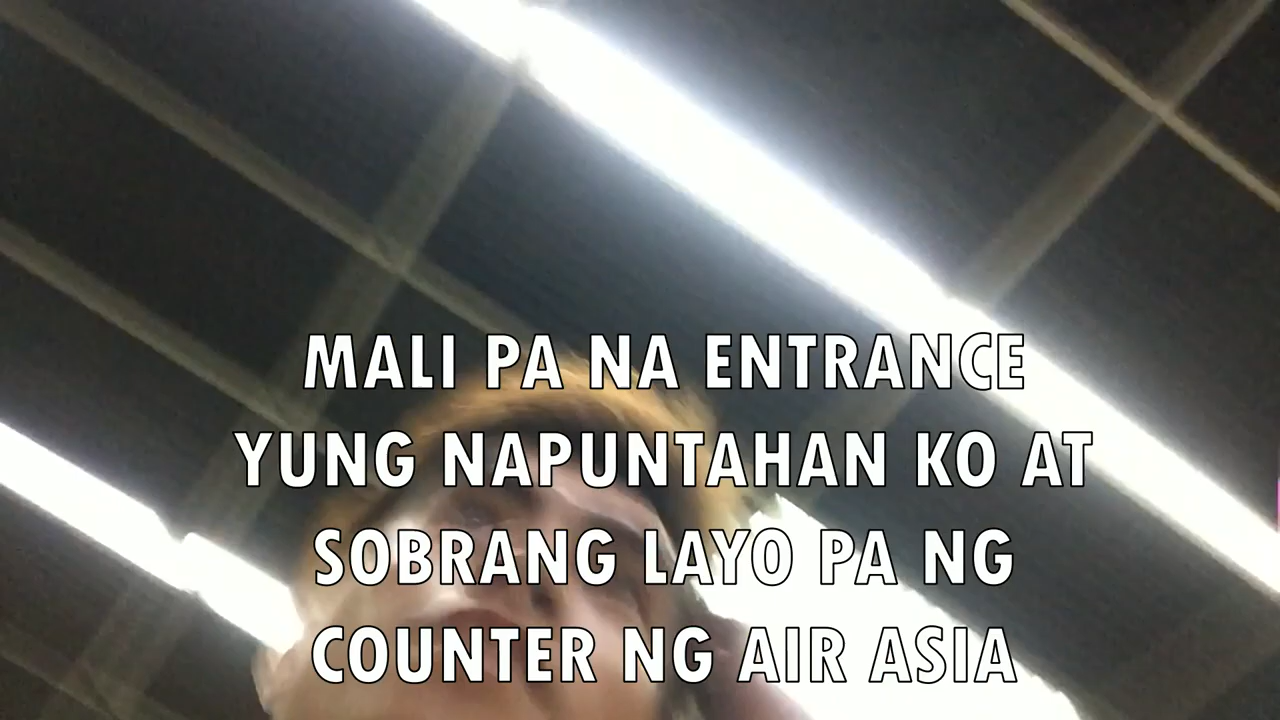 MALI PA NA ENTRANCE
YUNG NAPUNTAHAN KO AT
SOBRANG LAYO PA NG
COUNTER NG AIR ASIA